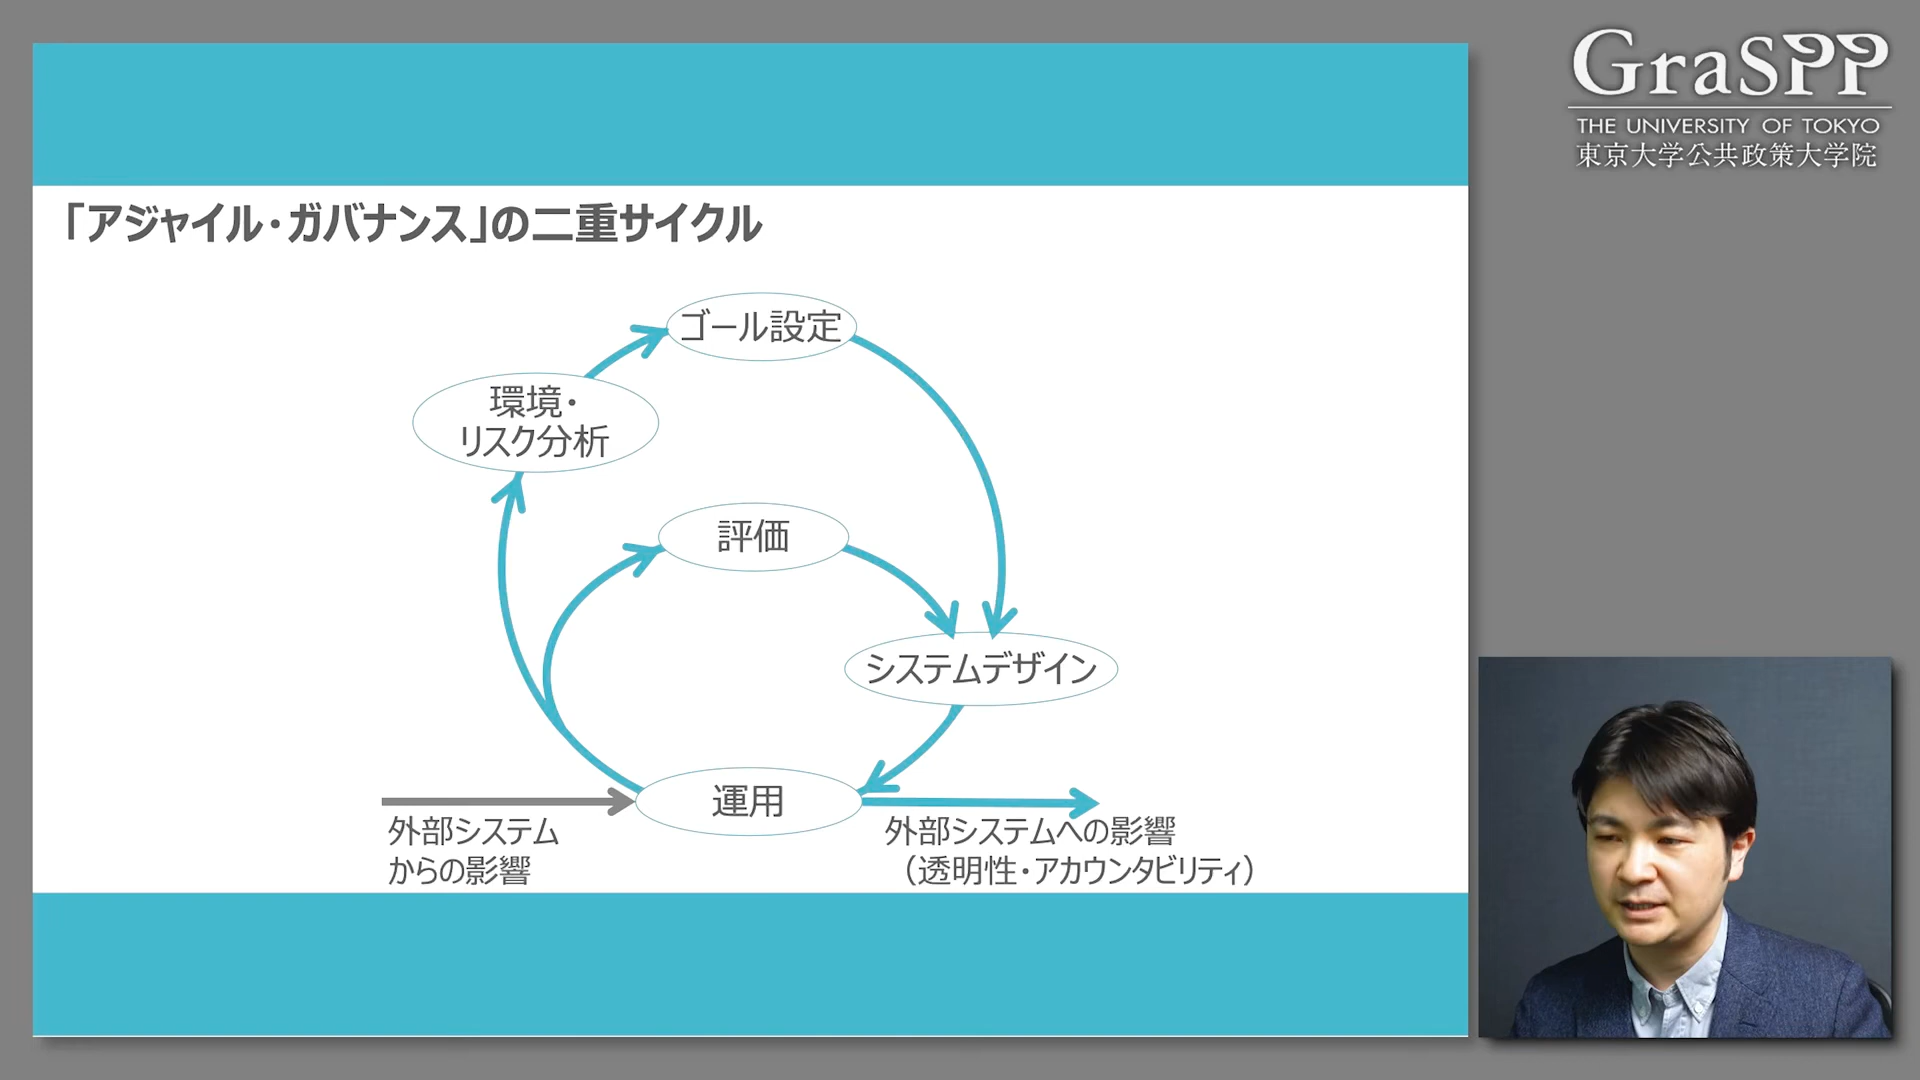 GraSPP
THE UNIVERSITY OF TOKYO
東京大学公共政策大学院
「アジャイル・ガバナンス」の二重サイクル
ゴール設定
環境・
リスク分析
評価
システムデザイン
運用
外部システム
からの影響
外部システムへの影響
（透明性・アカウンタビリティ）